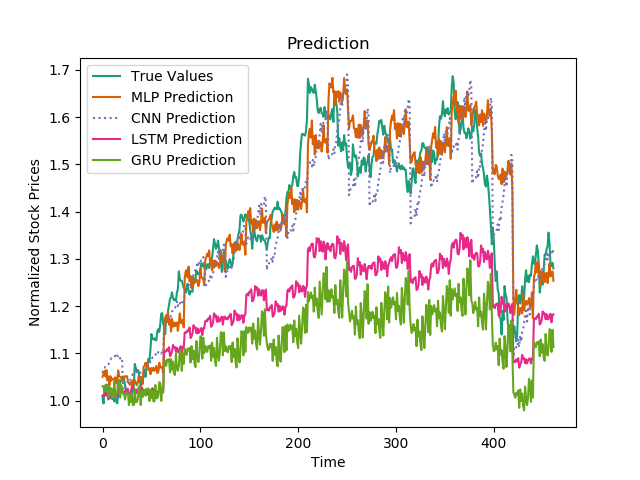 Prediction
True Values
MLP Prediction
CNN Prediction
LSTM Prediction
GRU Prediction
Normalized Stock Prices
1.7
1.6
1.5
1.4
1.3
1.2
1.1
1.0
0 100 200 300 400
Time